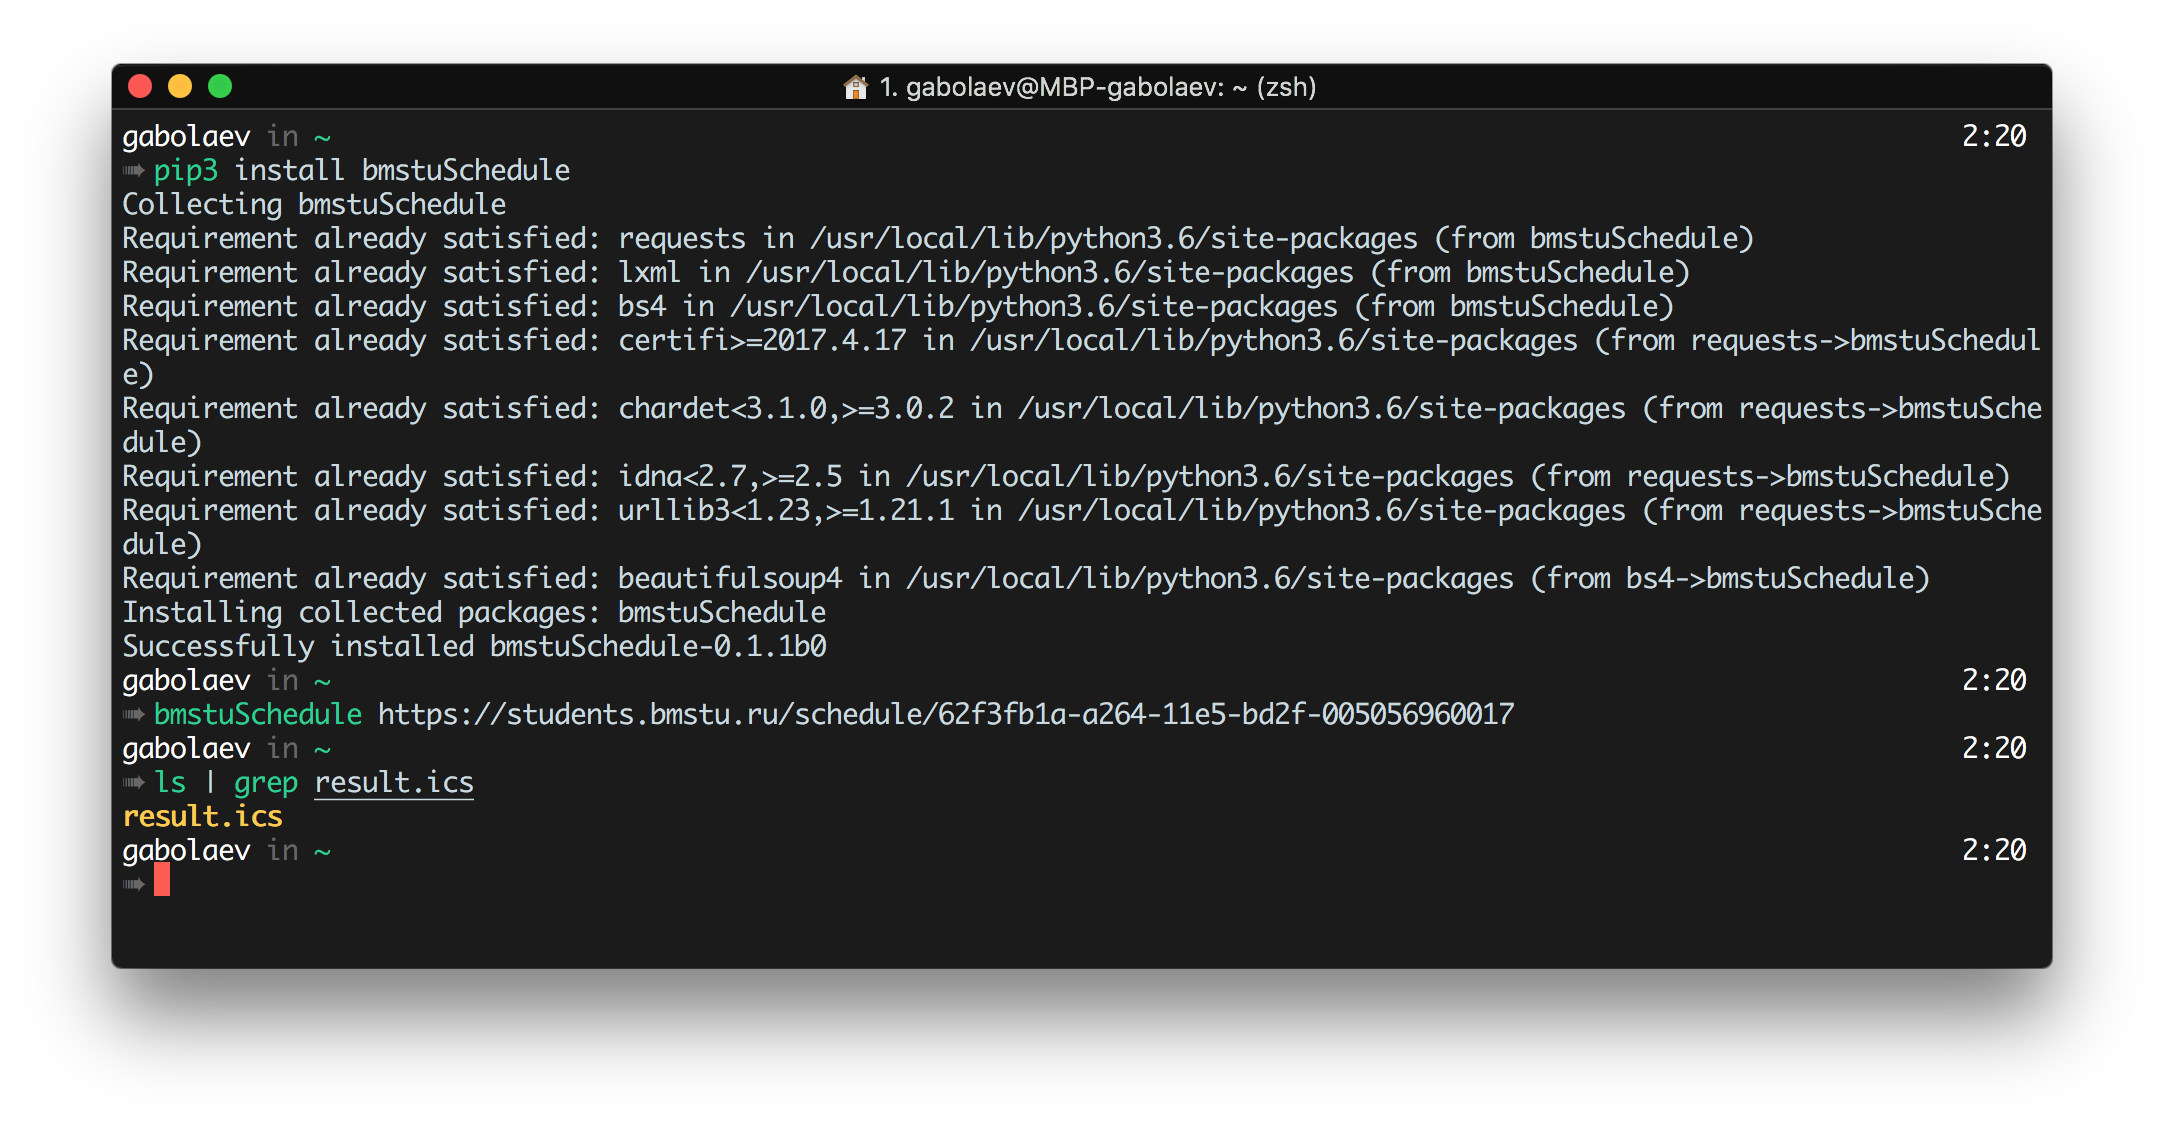 1. gabolaev@MBP-gabolaev: ~ (zsh)
gabolaev in ~ 2:20
➠ pip3 install bmstuSchedule
Collecting bmstuSchedule
Requirement already satisfied: requests in /usr/local/lib/python3.6/site-packages (from bmstuSchedule)
Requirement already satisfied: lxml in /usr/local/lib/python3.6/site-packages (from bmstuSchedule)
Requirement already satisfied: bs4 in /usr/local/lib/python3.6/site-packages (from bmstuSchedule)
Requirement already satisfied: certifi>=2017.4.17 in /usr/local/lib/python3.6/site-packages (from requests->bmstuSchedul
e)
Requirement already satisfied: chardet<3.1.0,>=3.0.2 in /usr/local/lib/python3.6/site-packages (from requests->bmstuSche
dule)
Requirement already satisfied: idna<2.7,>=2.5 in /usr/local/lib/python3.6/site-packages (from requests->bmstuSchedule)
Requirement already satisfied: urllib3<1.23,>=1.21.1 in /usr/local/lib/python3.6/site-packages (from requests->bmstuSche
dule)
Requirement already satisfied: beautifulsoup4 in /usr/local/lib/python3.6/site-packages (from bs4->bmstuSchedule)
Installing collected packages: bmstuSchedule
Successfully installed bmstuSchedule-0.1.1b0
gabolaev in ~ 2:20
➠ bmstuSchedule https://students.bmstu.ru/schedule/62f3fb1a-a264-11e5-bd2f-005056960017
gabolaev in ~ 2:20
➠ ls | grep result.ics
result.ics
gabolaev in ~ 2:20
➠